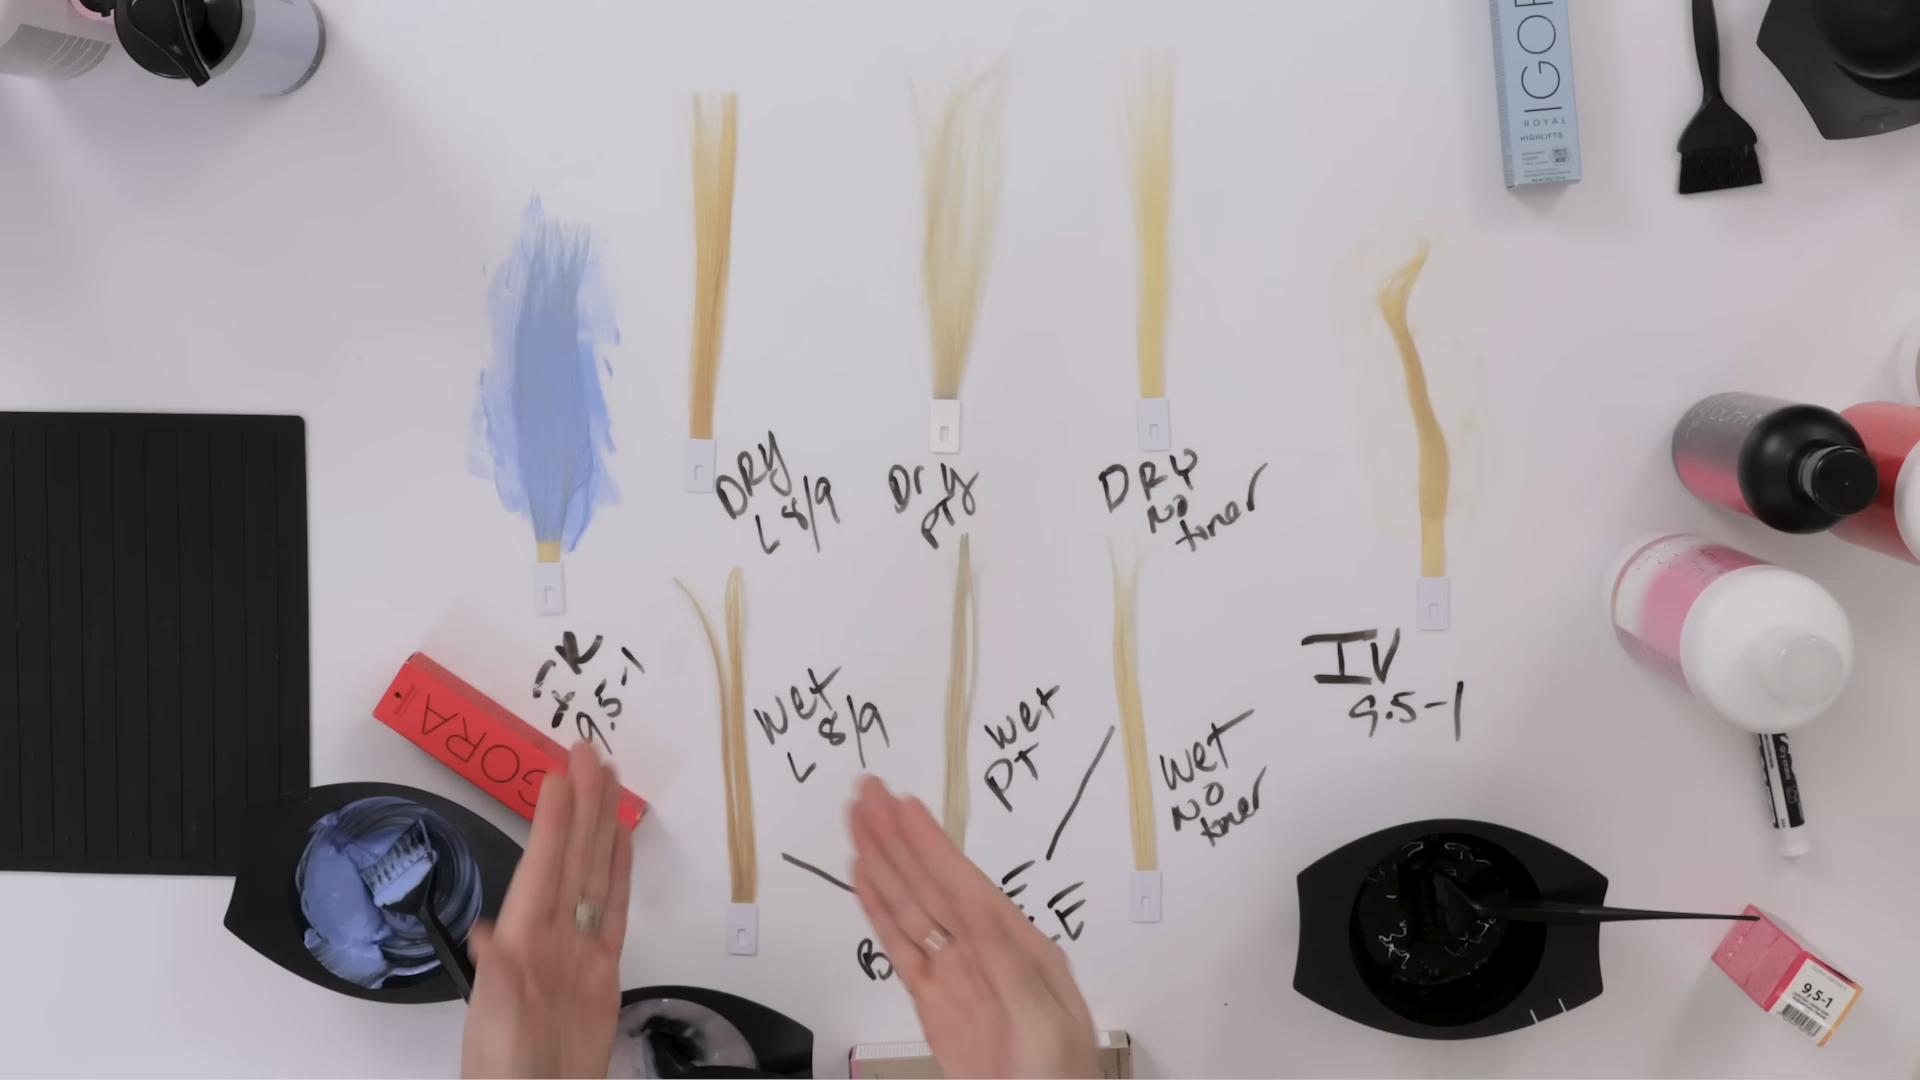 IGOR
ROYAL
HIGHLIFTS
DRY
L 8/9
Dry
PT
DRY
NO
toner
9.5-1
IGORA
Wet
L 8/9
Wet
PT
Wet
NO
toner
IV
9.5-1
9,5-1